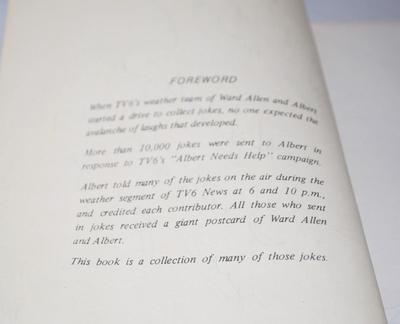 FOREWORD
When TV6's weather team of Ward Allen and Albert
started a drive to collect jokes, no one expected the
avalanche of laughs that developed.
More than 10,000 jokes were sent to Albert in
response to TV6's "Albert Needs Help" campaign.
Albert told many of the jokes on the air during the
weather segment of TV6 News at 6 and 10 p.m.,
and credited each contributor. All those who sent
in jokes received a giant postcard of Ward Allen
and Albert.
This book is a collection of many of those jokes.